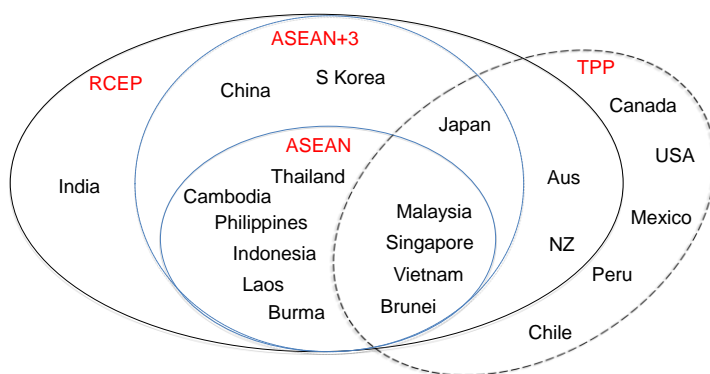 ASEAN+3
RCEP
TPP
S Korea
China
Canada
Japan
ASEAN
USA
Thailand
India
Aus
Cambodia
Malaysia
Philippines
Mexico
Singapore
NZ
Indonesia
Vietnam
Peru
Laos
Brunei
Burma
Chile